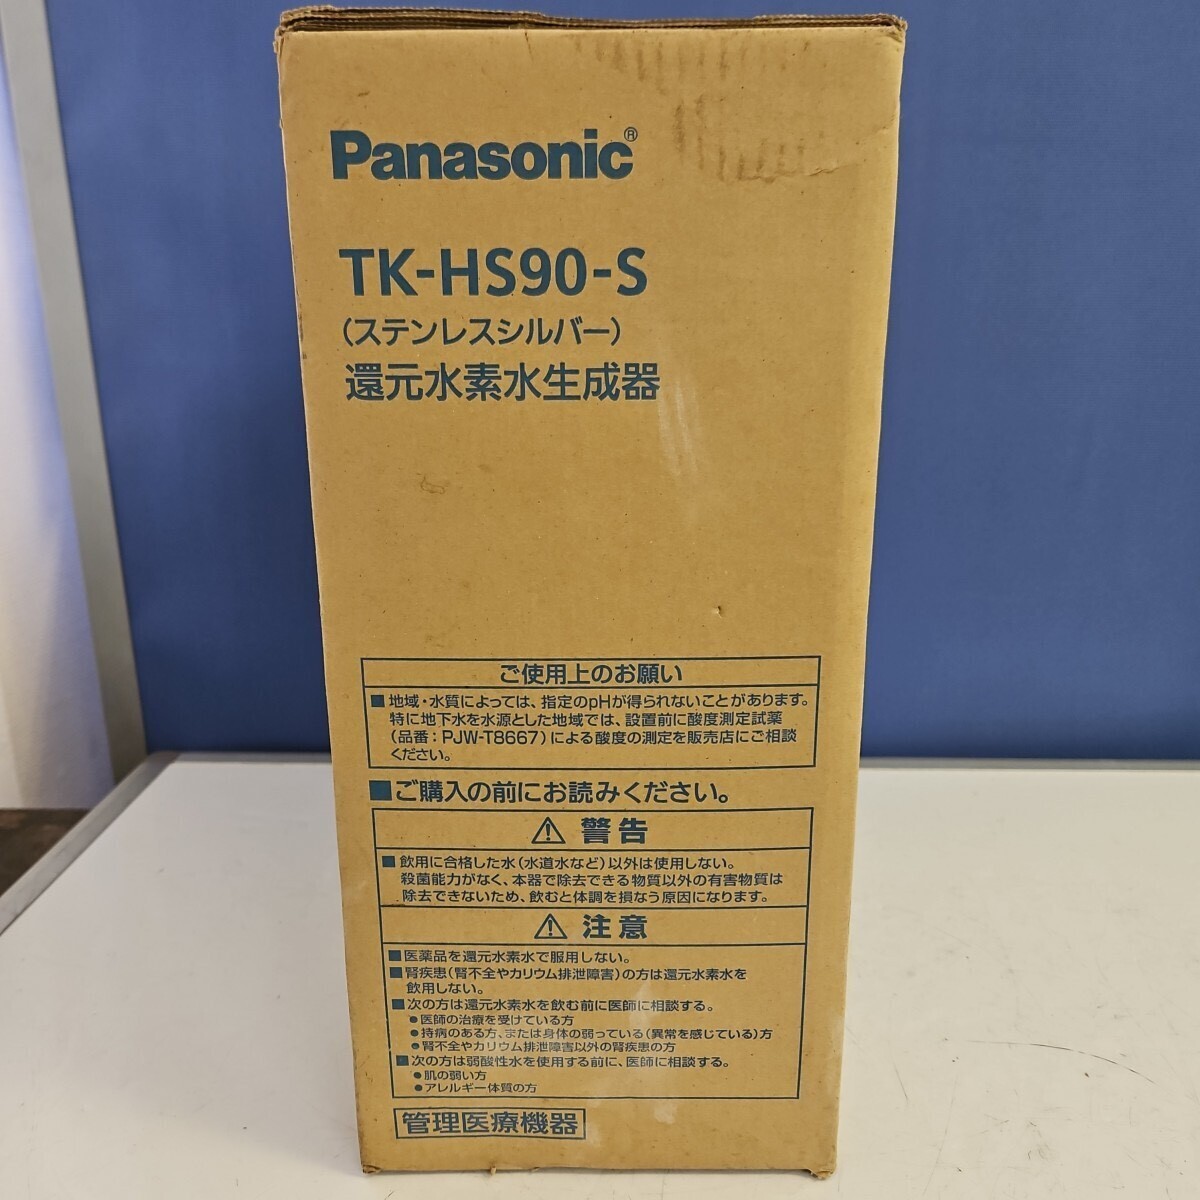 Panasonic®
TK-HS90-S
(ステンレスシルバー)
還元水素水生成器
ご使用上のお願い
■地域・水質によっては、指定のpHが得られないことがあります。
特に地下水を水源とした地域では、設置前に酸度測定試薬
(品番：PJW-T8667)による酸度の測定を販売店にご相談
ください。
■ご購入の前にお読みください。
⚠ 警告
■飲用に合格した水(水道水など)以外は使用しない。
殺菌能力がなく、本器で除去できる物質以外の有害物質は
除去できないため、飲むと体調を損なう原因になります。
⚠ 注意
■医薬品を還元水素水で服用しない。
■腎疾患(腎不全やカリウム排泄障害)の方は還元水素水を
飲用しない。
■次の方は還元水素水を飲む前に医師に相談する。
●医師の治療を受けている方
●持病のある方、または身体の弱っている(異常を感じている)方
●腎不全やカリウム排泄障害以外の腎疾患の方
■次の方は弱酸性水を使用する前に、医師に相談する。
●肌の弱い方
●アレルギー体質の方
管理医療機器